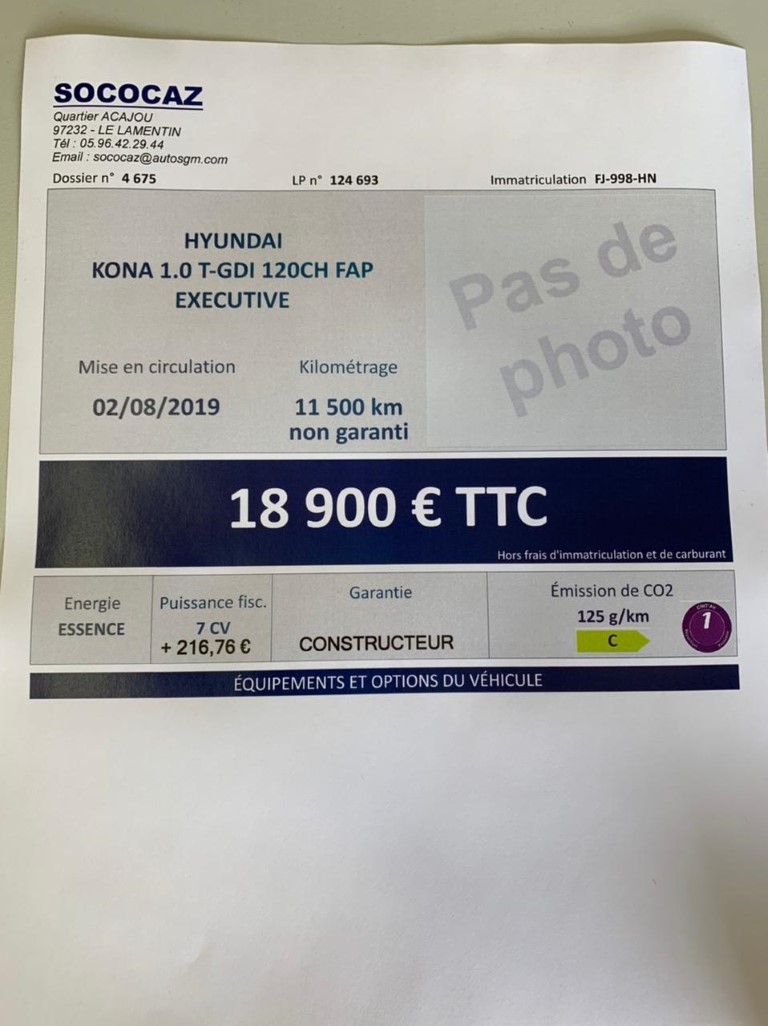 SOCOCAZ
Quartier ACAJOU
97232 - LE LAMENTIN
Tél : 05.96.42.29.44
Email : sococaz@autosgm.com
Dossier n° 4 675 LP n° 124 693 Immatriculation FJ-998-HN
HYUNDAI
KONA 1.0 T-GDI 120CH FAP
EXECUTIVE
Pas de
photo
Mise en circulation Kilométrage
02/08/2019 11 500 km
non garanti
18 900 € TTC
Hors frais d'immatriculation et de carburant
Energie Puissance fisc. Garantie Émission de CO2
ESSENCE 7 CV CONSTRUCTEUR 125 g/km
+ 216,76 € C
1
ÉQUIPEMENTS ET OPTIONS DU VÉHICULE